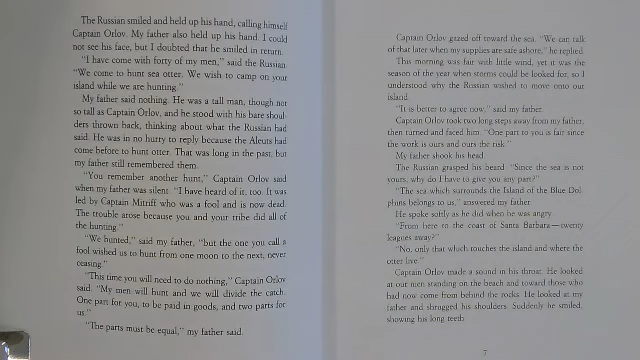 The Russian smiled and held up his hand, calling himself
Captain Orlov. My father also held up his hand. I could
not see his face, but I doubted that he smiled in return.
"I have come with forty of my men," said the Russian.
"We come to hunt sea otter. We wish to camp on your
island while we are hunting."
My father said nothing. He was a tall man, though not
so tall as Captain Orlov, and he stood with his bare shoul-
ders thrown back, thinking about what the Russian had
said. He was in no hurry to reply because the Aleuts had
come before to hunt otter. That was long in the past, but
my father still remembered them.
"You remember another hunt," Captain Orlov said
when my father was silent. "I have heard of it, too. It was
led by Captain Mitriff who was a fool and is now dead.
The trouble arose because you and your tribe did all of
the hunting."
"We hunted," said my father, "but the one you call a
fool wished us to hunt from one moon to the next, never
ceasing."
"This time you will need to do nothing," Captain Orlov
said. "My men will hunt and we will divide the catch.
One part for you, to be paid in goods, and two parts for
us."
"The parts must be equal," my father said.
Captain Orlov gazed off toward the sea. "We can talk
of that later when my supplies are safe ashore," he replied.
This morning was fair with little wind, yet it was the
season of the year when storms could be looked for, so I
understood why the Russian wished to move onto our
island.
"It is better to agree now," said my father.
Captain Orlov took two long steps away from my father,
then turned and faced him. "One part to you is fair since
the work is ours and ours the risk."
My father shook his head.
The Russian grasped his beard. "Since the sea is not
yours, why do I have to give you any part?"
"The sea which surrounds the Island of the Blue Dol-
phins belongs to us," answered my father.
He spoke softly as he did when he was angry.
"From here to the coast of Santa Barbara—twenty
leagues away?"
"No, only that which touches the island and where the
otter live."
Captain Orlov made a sound in his throat. He looked
at our men standing on the beach and toward those who
had now come from behind the rocks. He looked at my
father and shrugged his shoulders. Suddenly he smiled,
showing his long teeth.
7